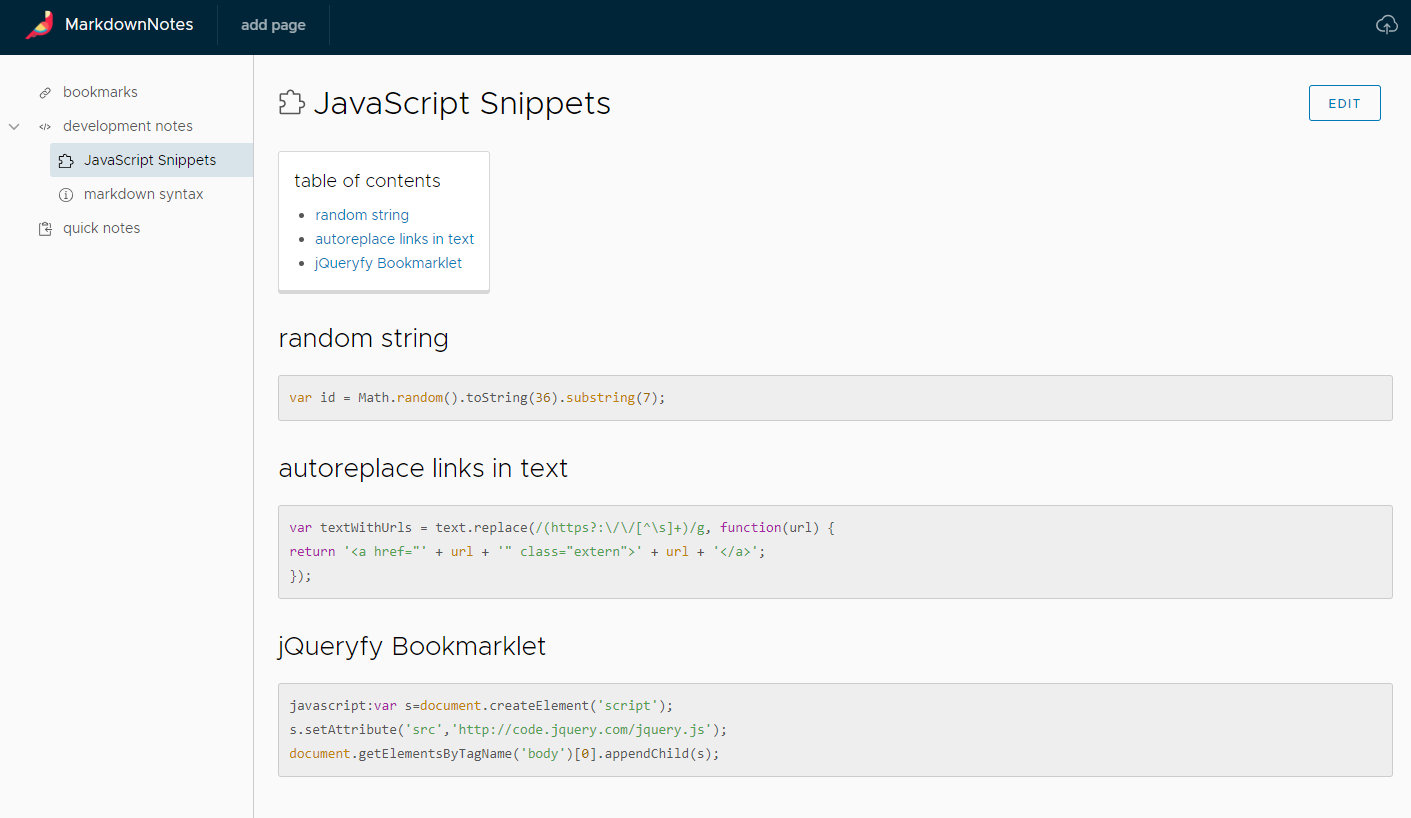 MarkdownNotes
add page
bookmarks
development notes
JavaScript Snippets
markdown syntax
quick notes
JavaScript Snippets
EDIT
table of contents
random string
autoreplace links in text
jQueryfy Bookmarklet
random string
var id = Math.random().toString(36).substring(7);
autoreplace links in text
var textWithUrls = text.replace(/(https?:\/\/[^\s]+)/g, function(url) {
return '<a href="' + url + '" class="extern">' + url + '</a>';
});
jQueryfy Bookmarklet
javascript:var s=document.createElement('script');
s.setAttribute('src','http://code.jquery.com/jquery.js');
document.getElementsByTagName('body')[0].appendChild(s);